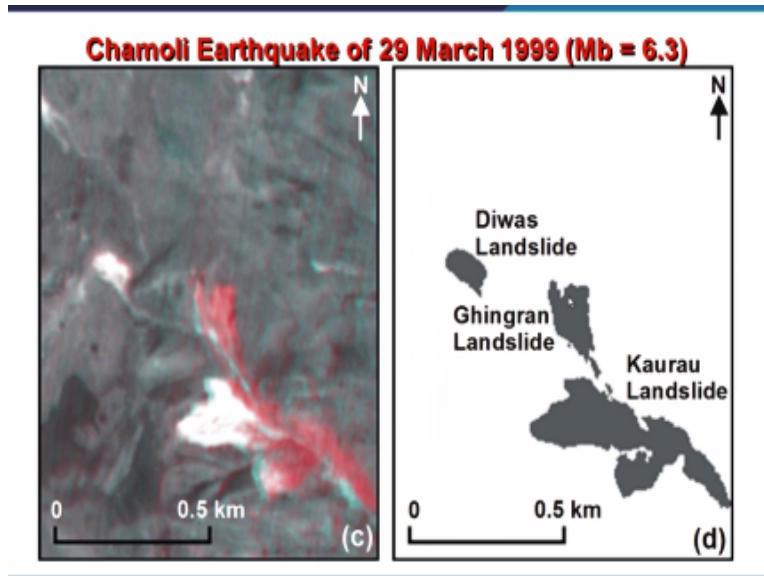 Chamoli Earthquake of 29 March 1999 (Mb = 6.3)
N
0 0.5 km
(c)
N
Diwas
Landslide
Ghingran
Landslide
Kaurau
Landslide
0 0.5 km
(d)